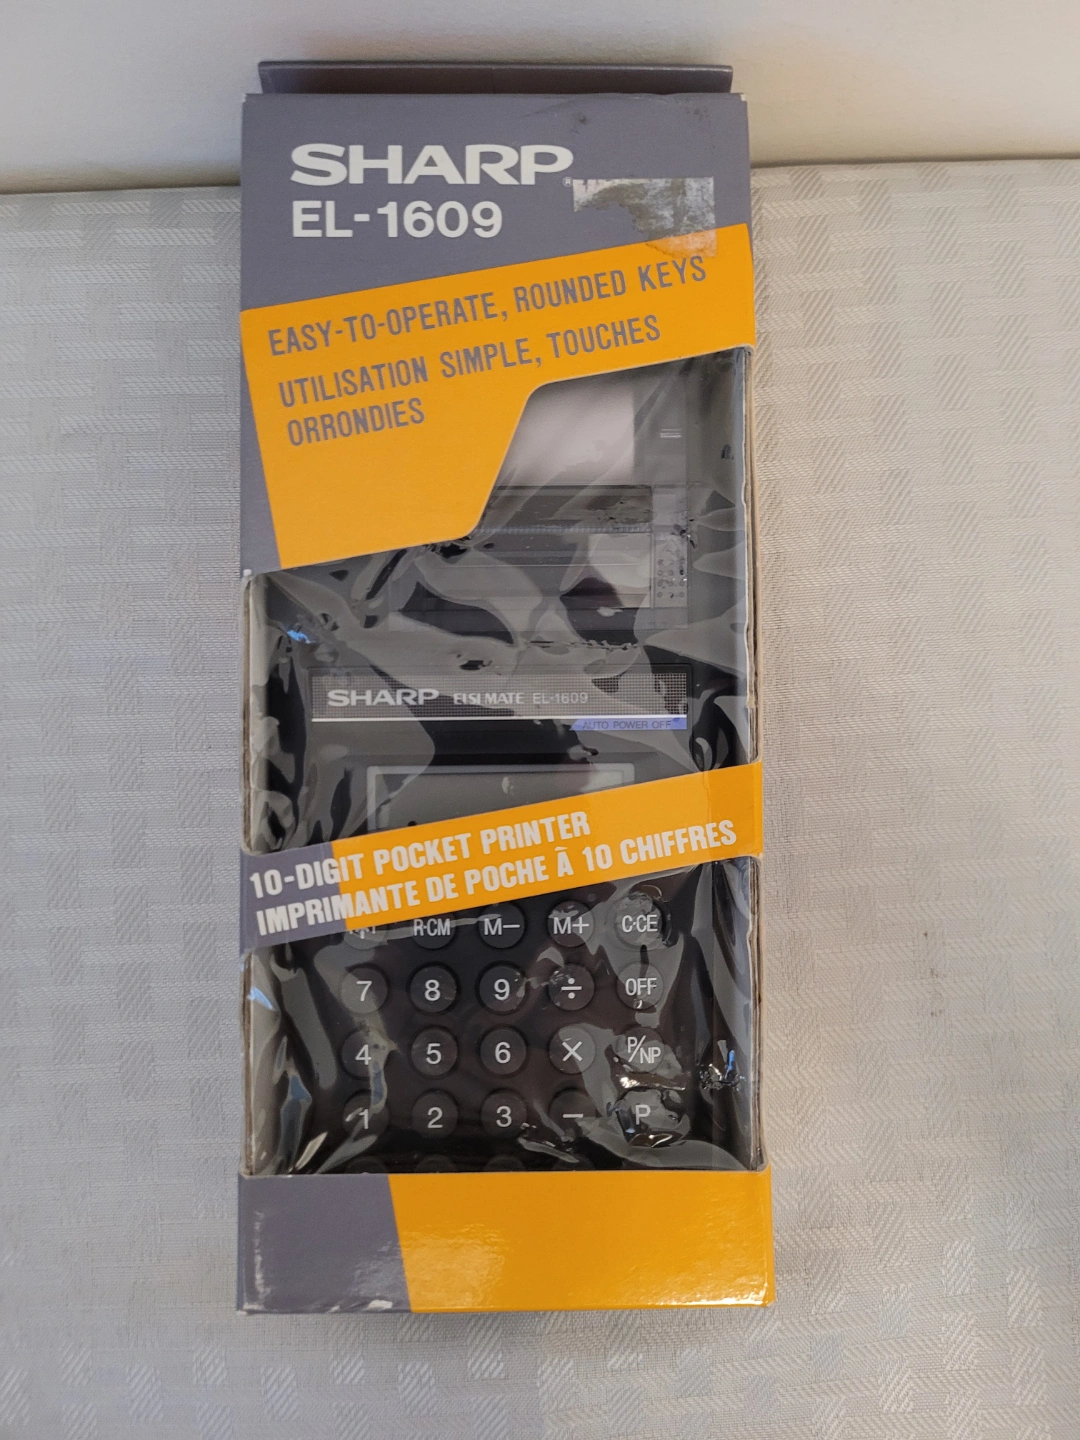 SHARP®
EL-1609
EASY-TO-OPERATE, ROUNDED KEYS
UTILISATION SIMPLE, TOUCHES
ORRONDIES
SHARP ELSI MATE EL-1609
AUTO POWER OFF
10-DIGIT POCKET PRINTER
IMPRIMANTE DE POCHE À 10 CHIFFRES
R·CM M− M+ C·CE
7 8 9 ÷ OFF
4 5 6 × P/NP
1 2 3 − P